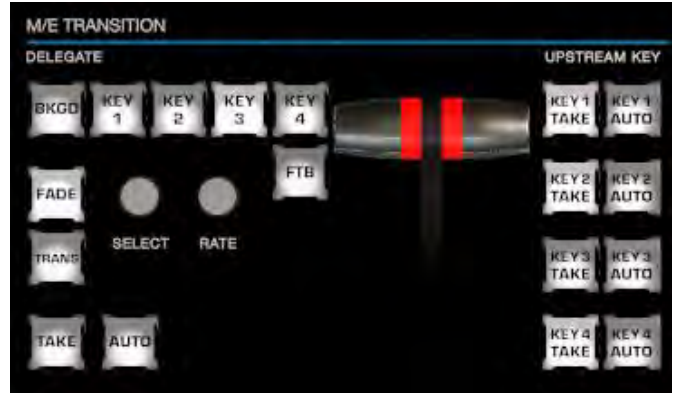 M/E TRANSITION
DELEGATE
UPSTREAM KEY
BKGD
KEY
1
KEY
2
KEY
3
KEY
4
KEY 1
TAKE
KEY 1
AUTO
FTB
FADE
SELECT
RATE
KEY 2
TAKE
KEY 2
AUTO
TRANS
KEY 3
TAKE
KEY 3
AUTO
TAKE
AUTO
KEY 4
TAKE
KEY 4
AUTO